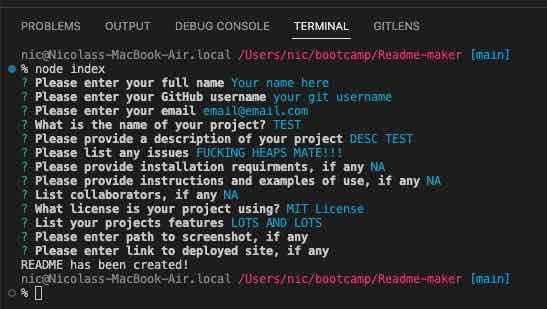 PROBLEMS OUTPUT DEBUG CONSOLE TERMINAL GITLENS
nic@Nicolass-MacBook-Air.local /Users/nic/bootcamp/Readme-maker [main]
% node index
? Please enter your full name Your name here
? Please enter your GitHub username your git username
? Please enter your email email@email.com
? What is the name of your project? TEST
? Please provide a description of your project DESC TEST
? Please list any issues FUCKING HEAPS MATE!!!
? Please provide installation requirments, if any NA
? Please provide instructions and examples of use, if any NA
? List collaborators, if any NA
? What license is your project using? MIT License
? List your projects features LOTS AND LOTS
? Please enter path to screenshot, if any
? Please enter link to deployed site, if any
README has been created!
nic@Nicolass-MacBook-Air.local /Users/nic/bootcamp/Readme-maker [main]
%